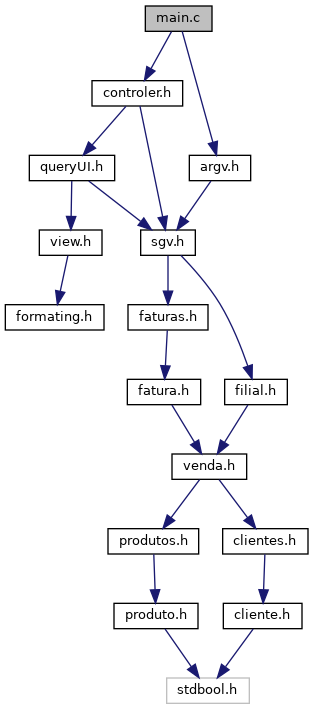 main.c
controler.h
queryUI.h
argv.h
view.h
sgv.h
formating.h
faturas.h
fatura.h
filial.h
venda.h
produtos.h
clientes.h
produto.h
cliente.h
stdbool.h